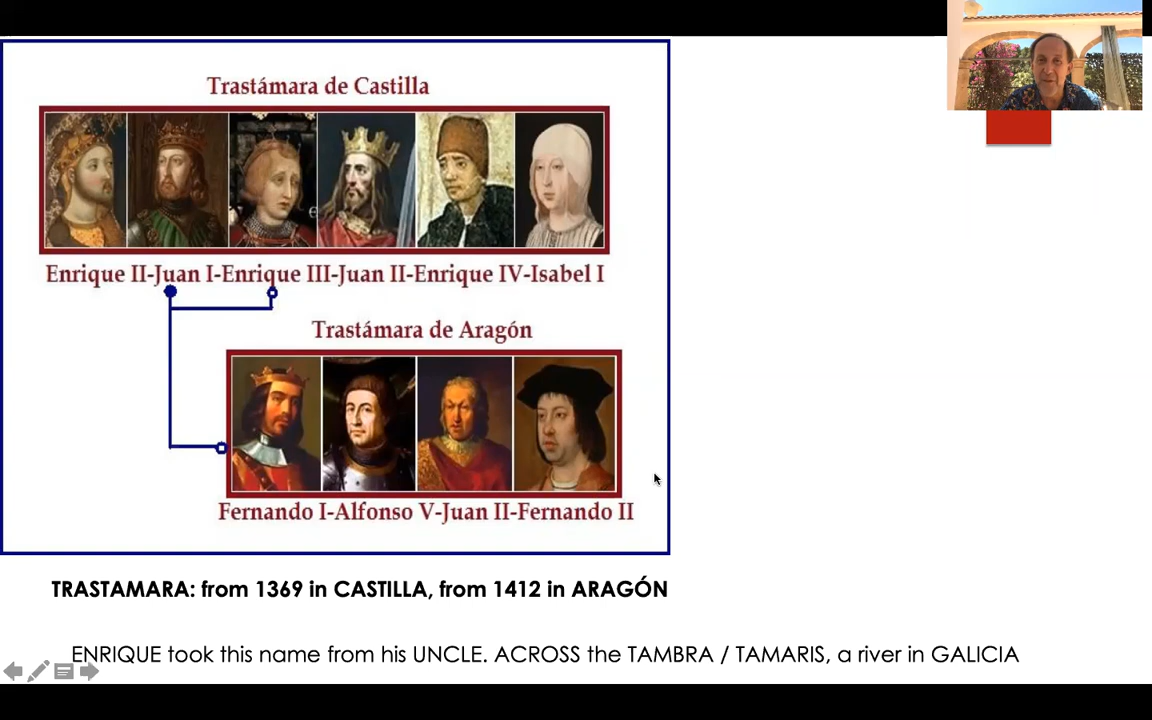 Trastámara de Castilla
Enrique II-Juan I-Enrique III-Juan II-Enrique IV-Isabel I
Trastámara de Aragón
Fernando I-Alfonso V-Juan II-Fernando II
TRASTAMARA: from 1369 in CASTILLA, from 1412 in ARAGÓN
ENRIQUE took this name from his UNCLE. ACROSS the TAMBRA / TAMARIS, a river in GALICIA